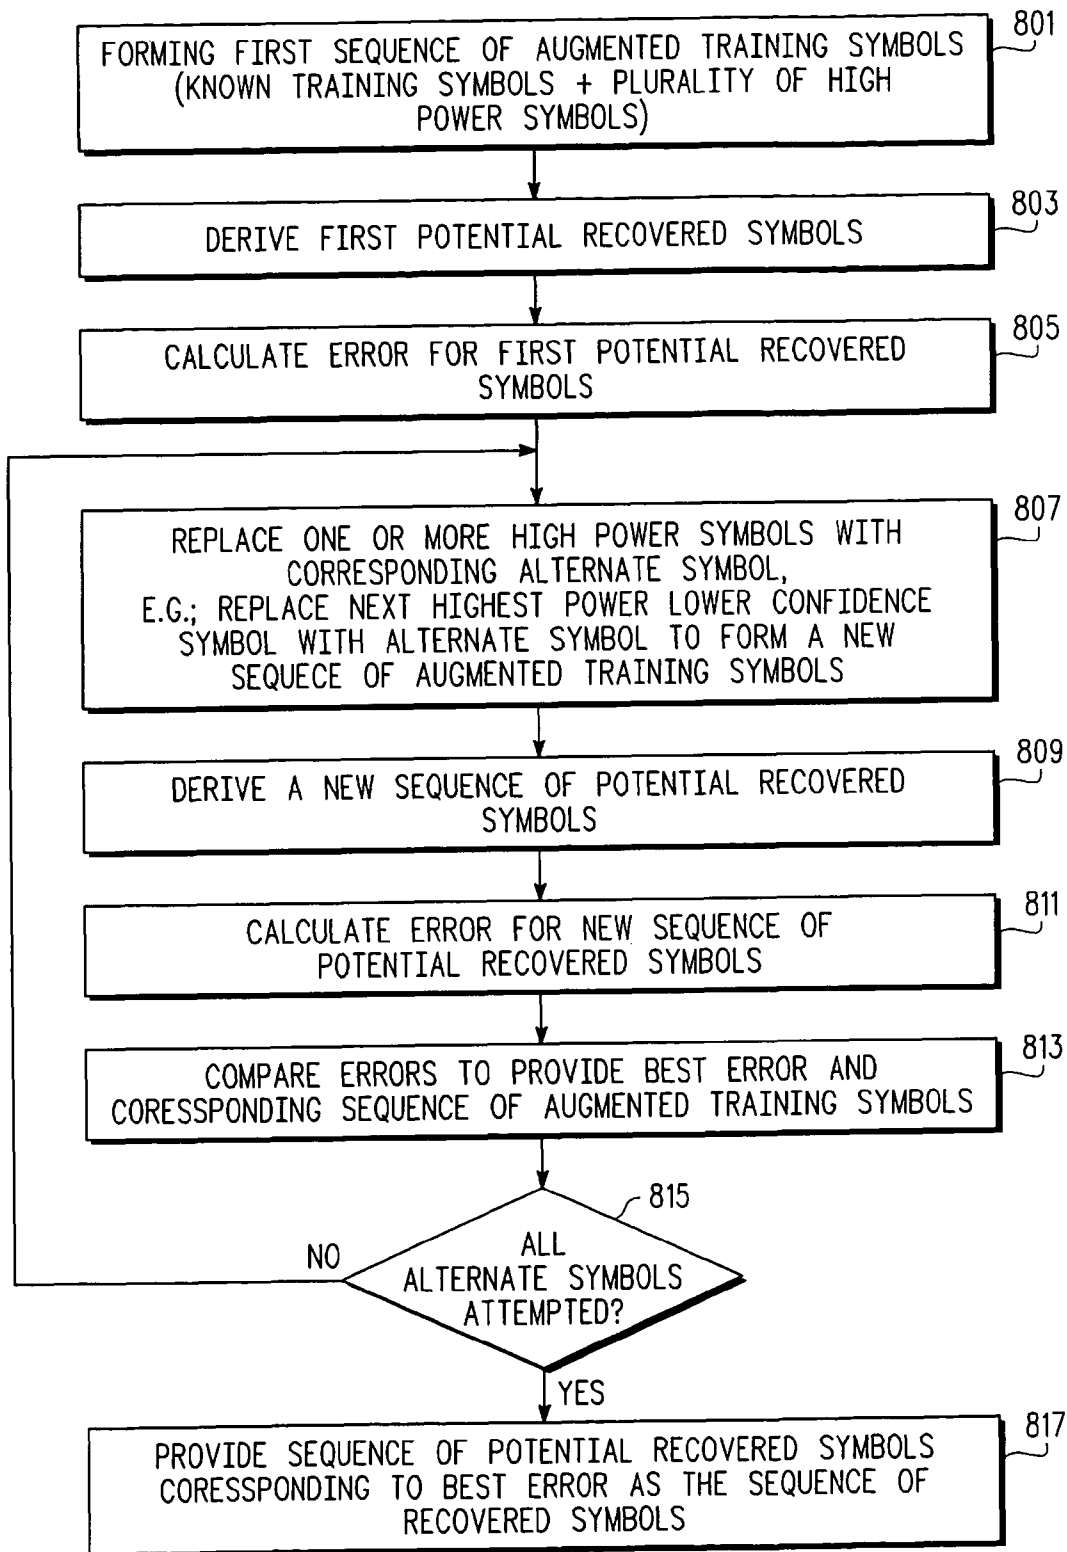 FORMING FIRST SEQUENCE OF AUGMENTED TRAINING SYMBOLS
(KNOWN TRAINING SYMBOLS + PLURALITY OF HIGH
POWER SYMBOLS)
801
DERIVE FIRST POTENTIAL RECOVERED SYMBOLS
803
CALCULATE ERROR FOR FIRST POTENTIAL RECOVERED
SYMBOLS
805
REPLACE ONE OR MORE HIGH POWER SYMBOLS WITH
CORRESPONDING ALTERNATE SYMBOL,
E.G.; REPLACE NEXT HIGHEST POWER LOWER CONFIDENCE
SYMBOL WITH ALTERNATE SYMBOL TO FORM A NEW
SEQUECE OF AUGMENTED TRAINING SYMBOLS
807
DERIVE A NEW SEQUENCE OF POTENTIAL RECOVERED
SYMBOLS
809
CALCULATE ERROR FOR NEW SEQUENCE OF
POTENTIAL RECOVERED SYMBOLS
811
COMPARE ERRORS TO PROVIDE BEST ERROR AND
CORESSPONDING SEQUENCE OF AUGMENTED TRAINING SYMBOLS
813
815
NO
ALL
ALTERNATE SYMBOLS
ATTEMPTED?
YES
PROVIDE SEQUENCE OF POTENTIAL RECOVERED SYMBOLS
CORESSPONDING TO BEST ERROR AS THE SEQUENCE OF
RECOVERED SYMBOLS
817